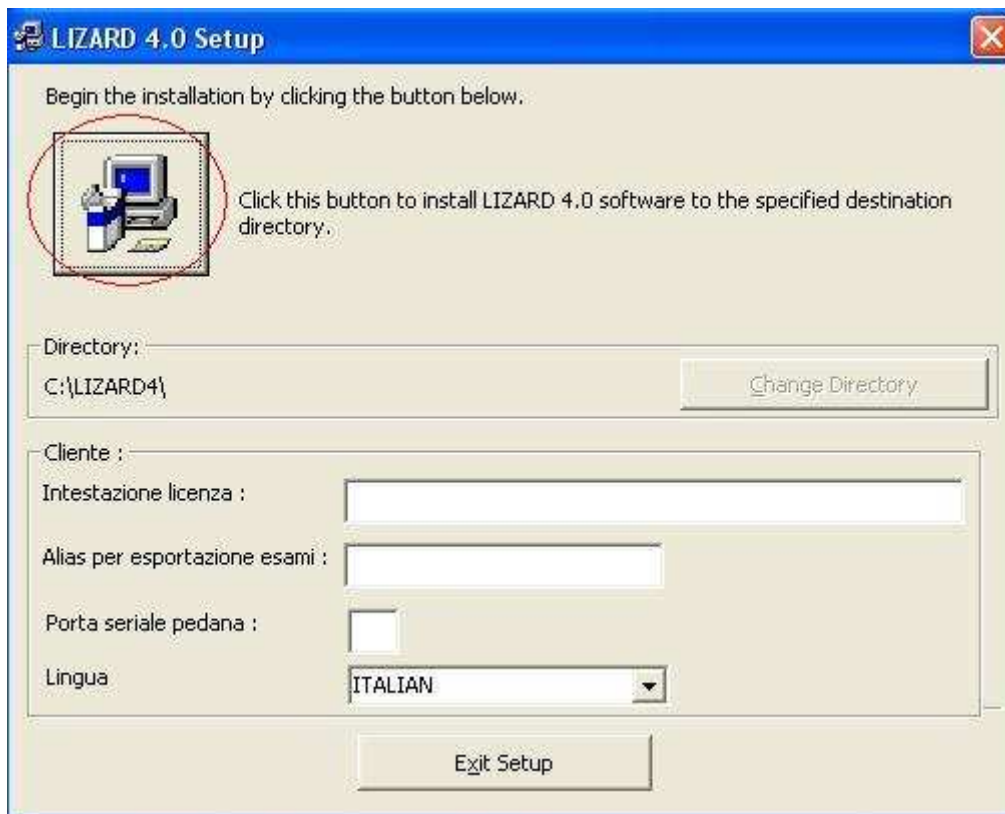 LIZARD 4.0 Setup
Begin the installation by clicking the button below.
Click this button to install LIZARD 4.0 software to the specified destination
directory.
Directory:
C:\LIZARD4\
Change Directory
Cliente :
Intestazione licenza :
Alias per esportazione esami :
Porta seriale pedana :
Lingua
ITALIAN
Exit Setup